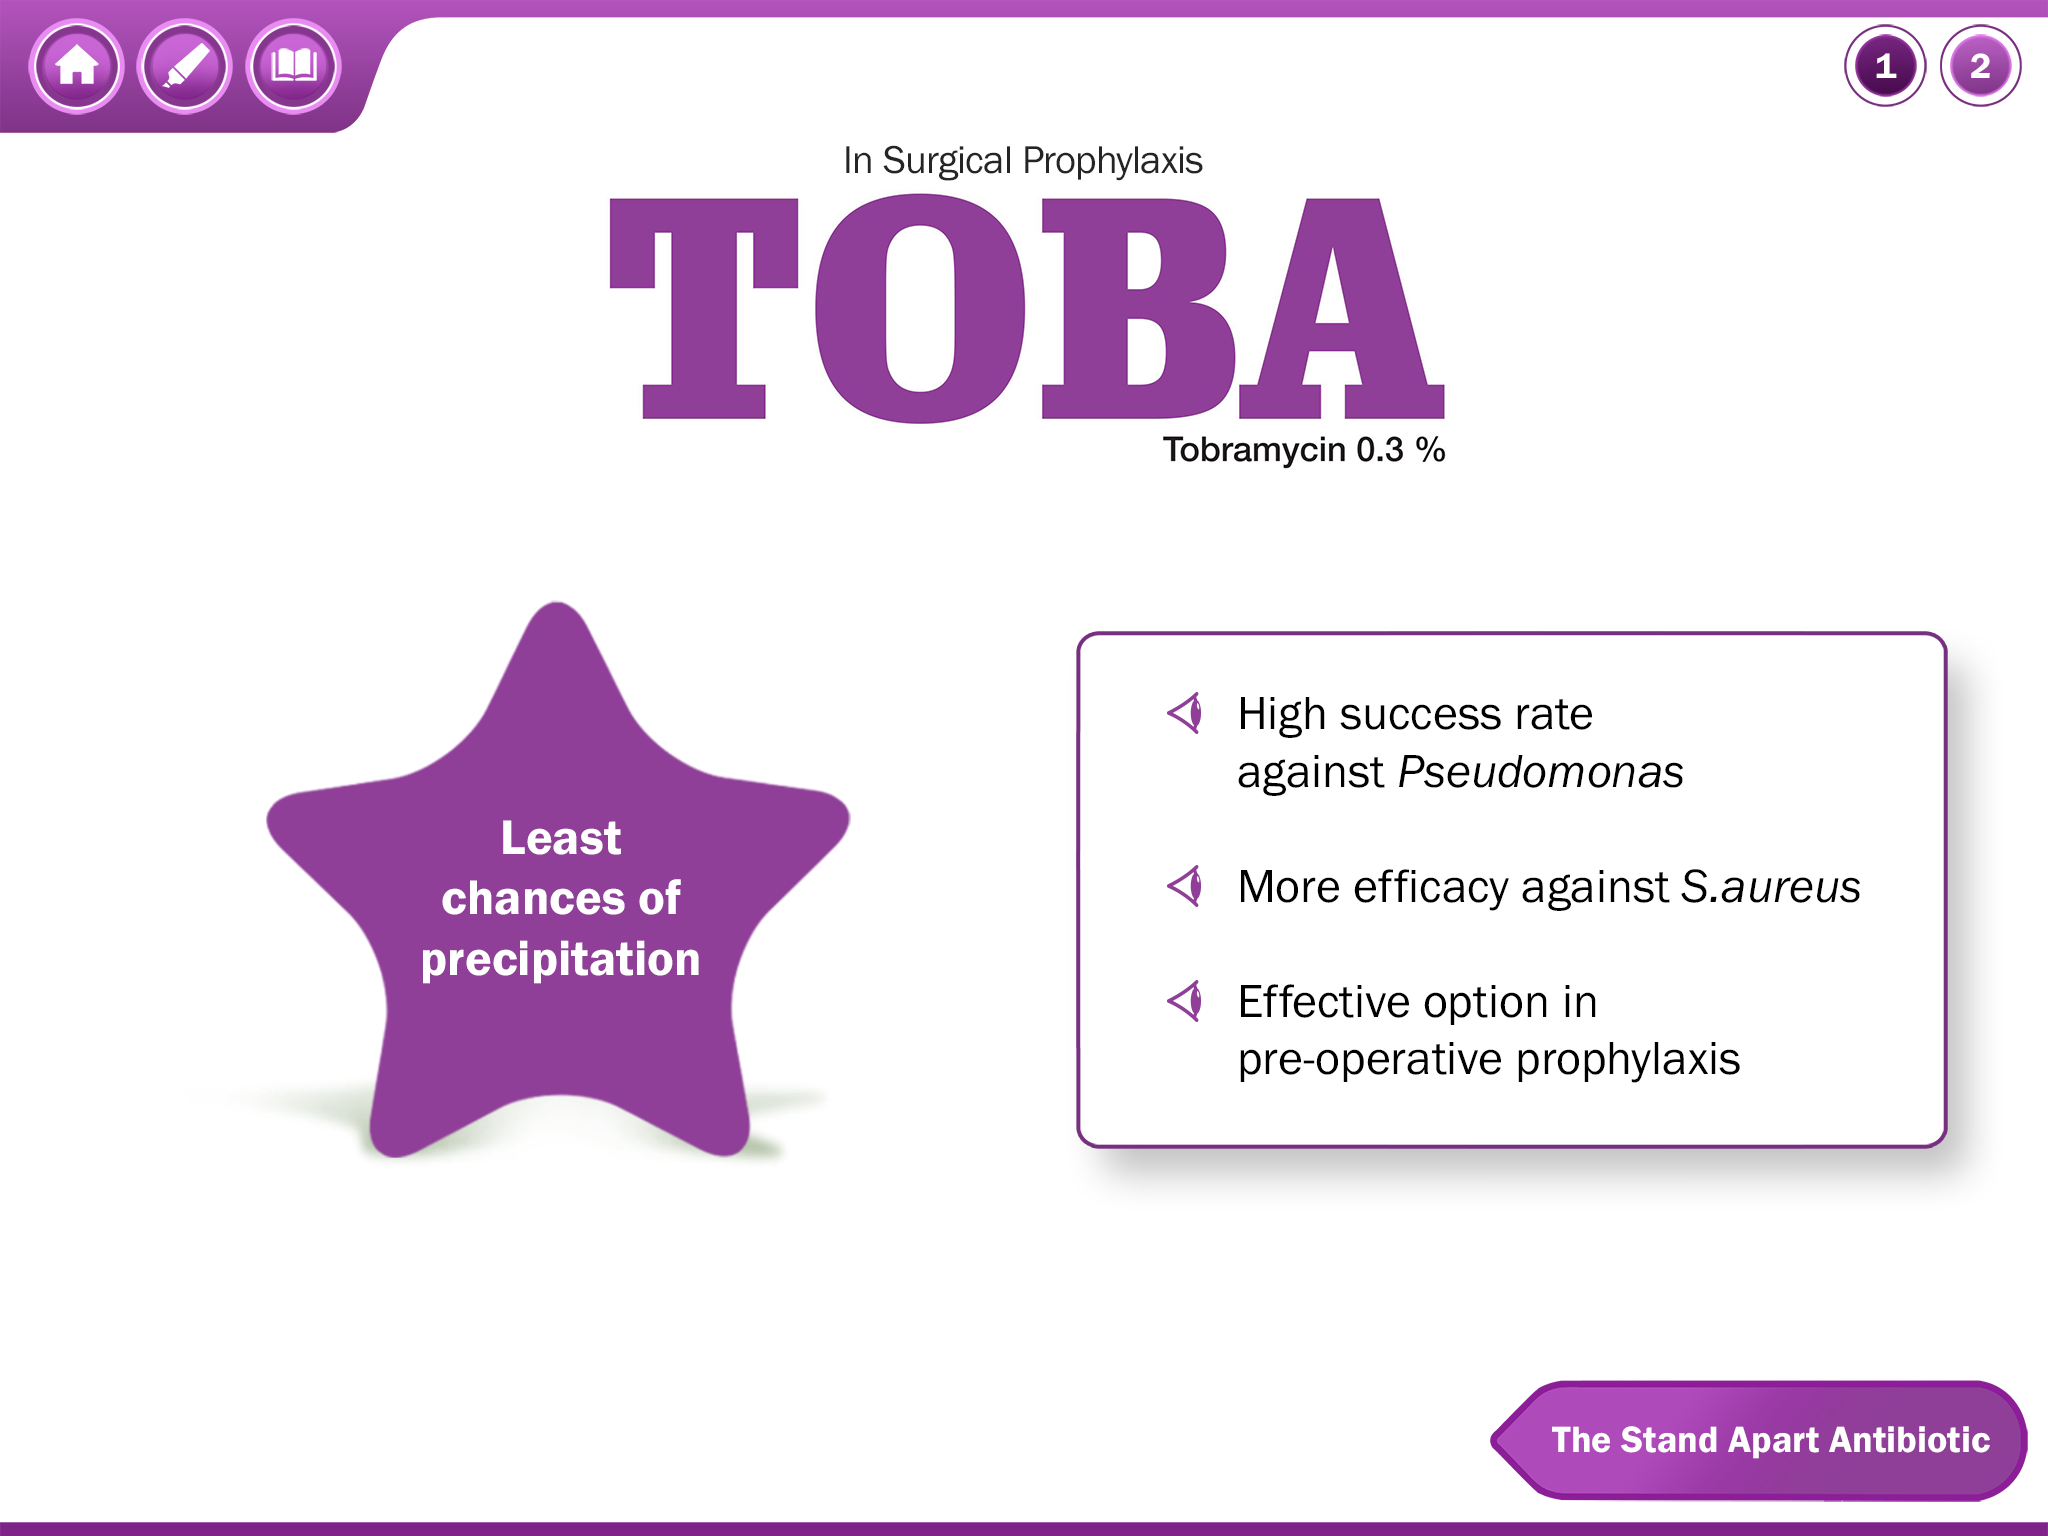 1 2
In Surgical Prophylaxis
TOBA
Tobramycin 0.3 %
Least
chances of
precipitation
High success rate
against Pseudomonas
More efficacy against S.aureus
Effective option in
pre-operative prophylaxis
The Stand Apart Antibiotic